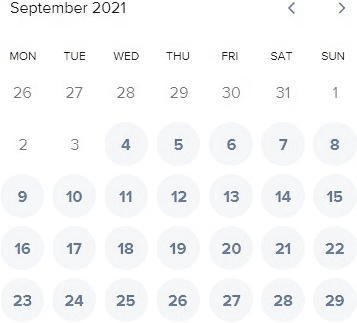 September 2021
MON TUE WED THU FRI SAT SUN
26 27 28 29 30 31 1
2 3 4 5 6 7 8
9 10 11 12 13 14 15
16 17 18 19 20 21 22
23 24 25 26 27 28 29